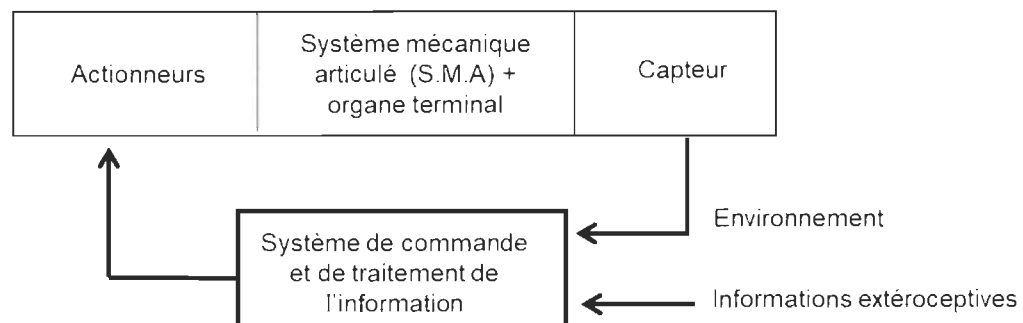 Actionneurs
Système mécanique
articulé (S.M.A) +
organe terminal
Capteur
Environnement
Système de commande
et de traitement de
l'information
Informations extéroceptives